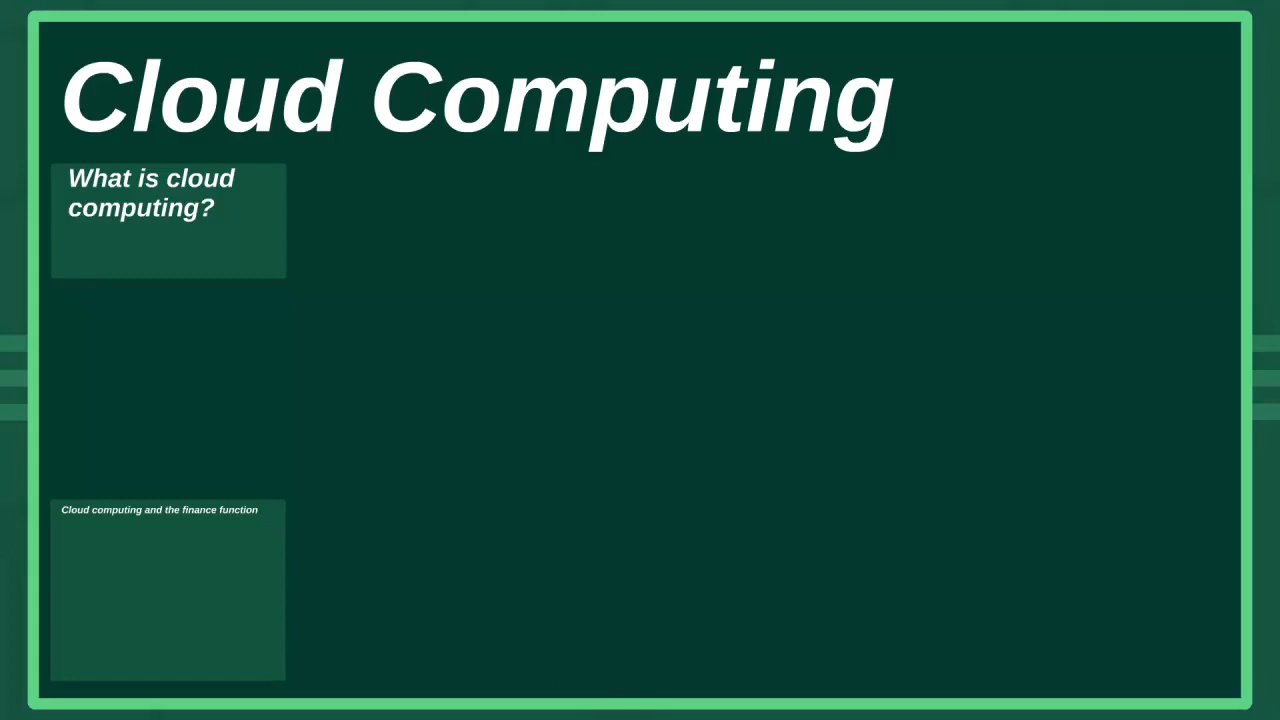 Cloud Computing
What is cloud
computing?
Cloud computing and the finance function